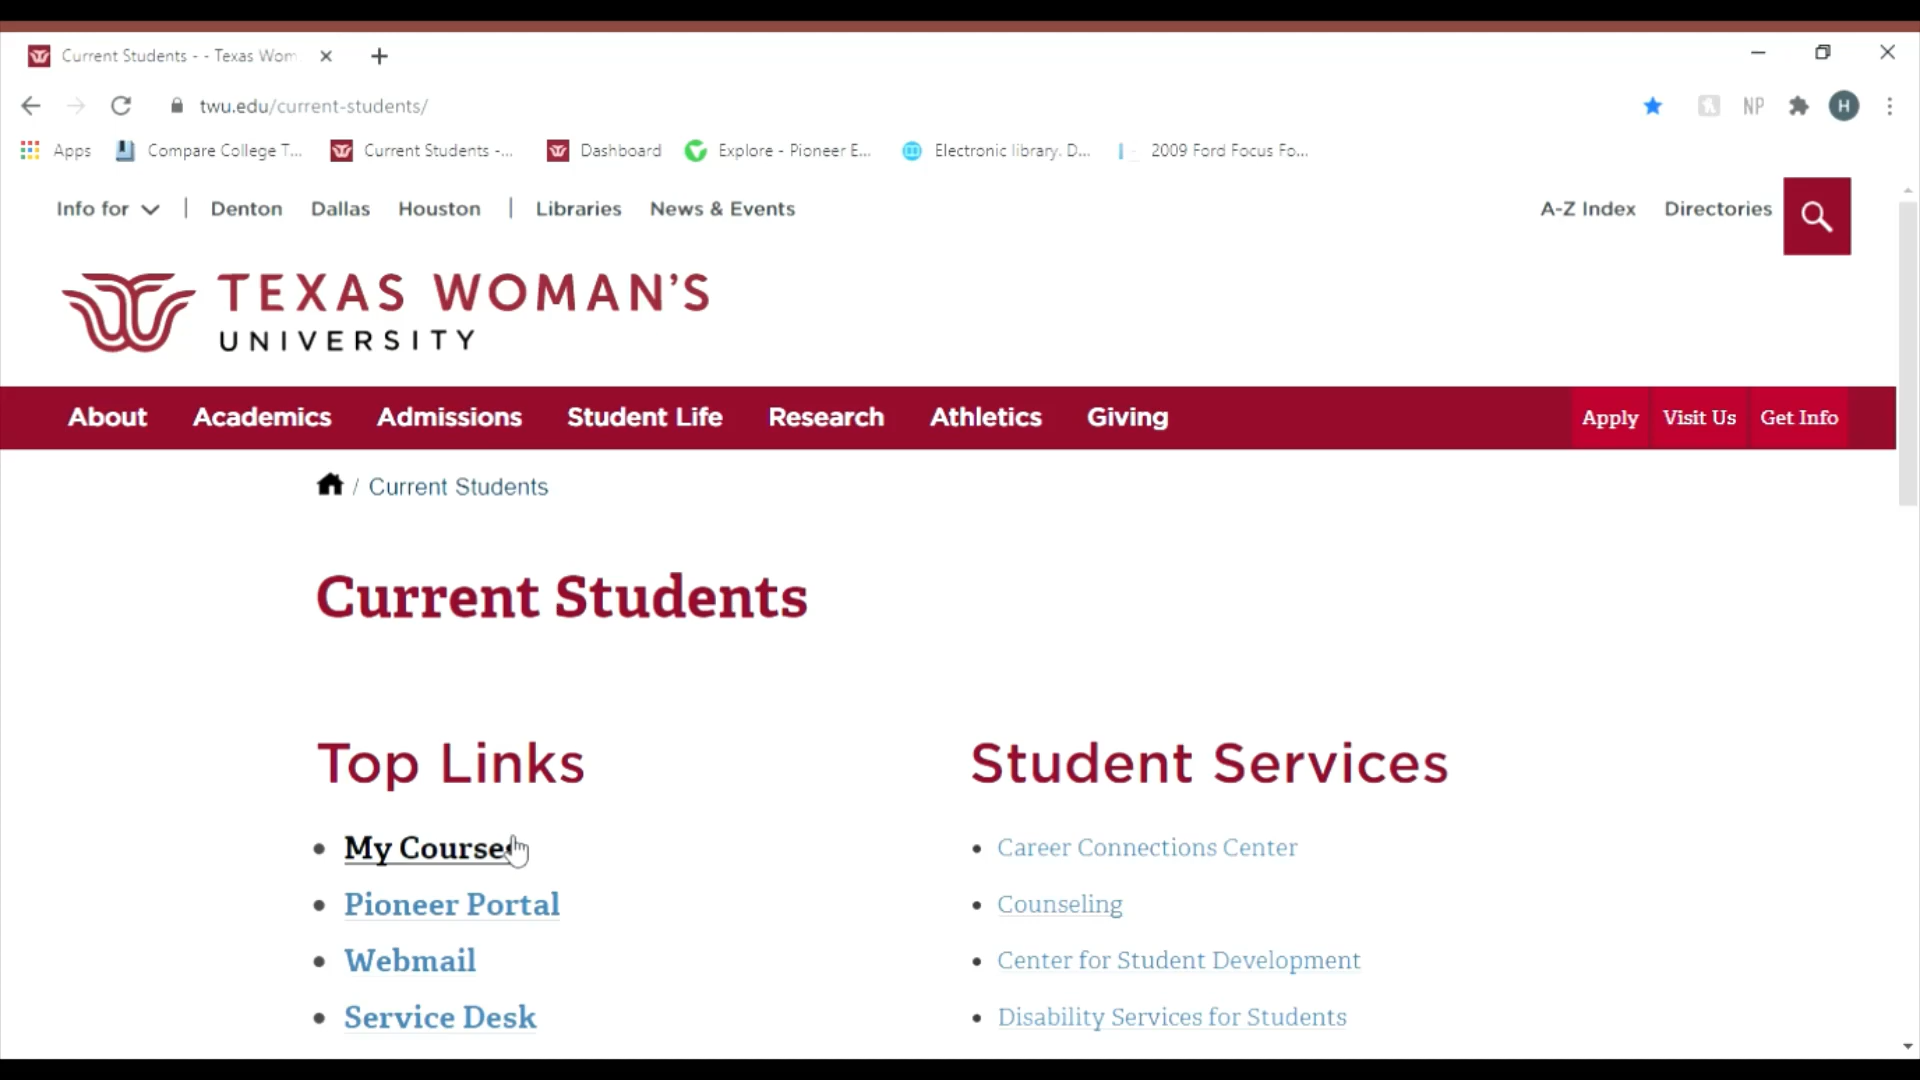 Current Students - - Texas Wom
twu.edu/current-students/
NP
H
Apps
Compare College T...
Current Students -...
Dashboard
Explore - Pioneer E...
Electronic library. D...
2009 Ford Focus Fo...
Info for
Denton
Dallas
Houston
Libraries
News & Events
A-Z Index
Directories
TEXAS WOMAN'S
UNIVERSITY
About
Academics
Admissions
Student Life
Research
Athletics
Giving
Apply
Visit Us
Get Info
/ Current Students
Current Students
Top Links
• My Courses
• Pioneer Portal
• Webmail
• Service Desk
Student Services
• Career Connections Center
• Counseling
• Center for Student Development
• Disability Services for Students